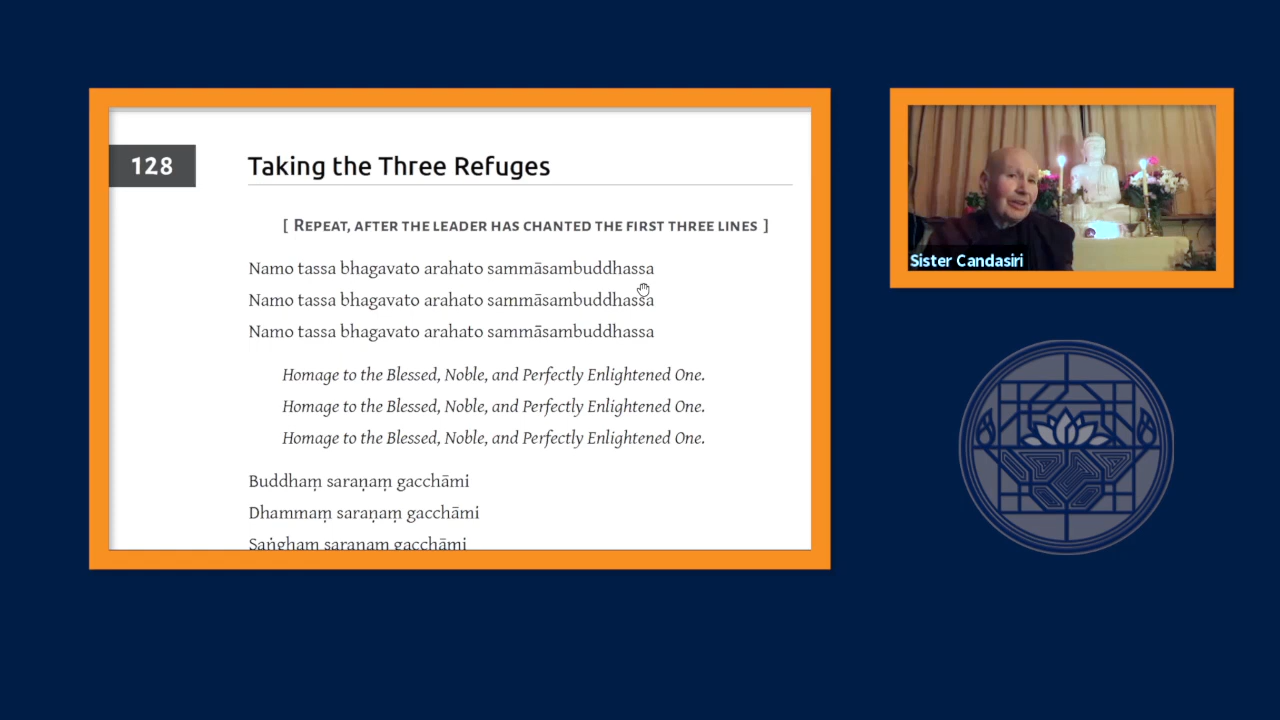 128
Taking the Three Refuges
[ Repeat, after the leader has chanted the first three lines ]
Namo tassa bhagavato arahato sammāsambuddhassa
Namo tassa bhagavato arahato sammāsambuddhassa
Namo tassa bhagavato arahato sammāsambuddhassa
Homage to the Blessed, Noble, and Perfectly Enlightened One.
Homage to the Blessed, Noble, and Perfectly Enlightened One.
Homage to the Blessed, Noble, and Perfectly Enlightened One.
Buddhaṃ saraṇaṃ gacchāmi
Dhammaṃ saraṇaṃ gacchāmi
Saṅghaṃ saraṇaṃ gacchāmi
Sister Candasiri